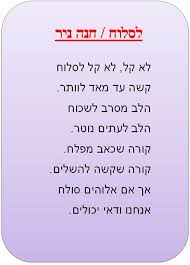 לסלוח / חנה ניר
לא קל, לא קל לסלוח
קשה עד מאד לוותר.
הלב מסרב לשכוח
הלב לעתים נוטר.
קורה שכאב מפלח.
קורה שקשה להשלים.
אך אם אלוהים סולח
אנחנו ודאי יכולים.